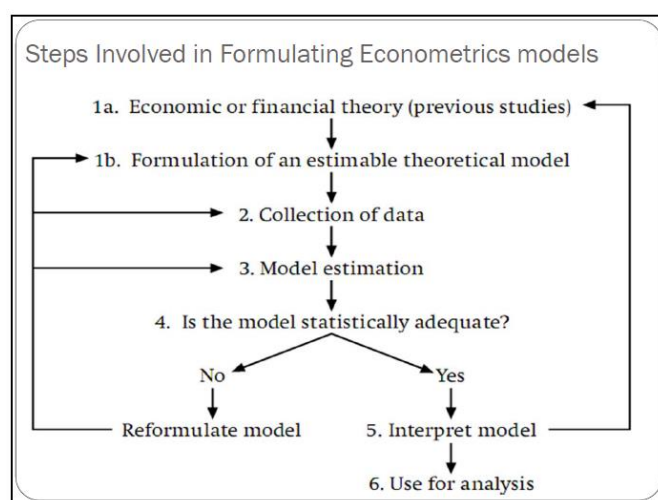 Steps Involved in Formulating Econometrics models
1a. Economic or financial theory (previous studies)
1b. Formulation of an estimable theoretical model
2. Collection of data
3. Model estimation
4. Is the model statistically adequate?
No
Yes
Reformulate model
5. Interpret model
6. Use for analysis